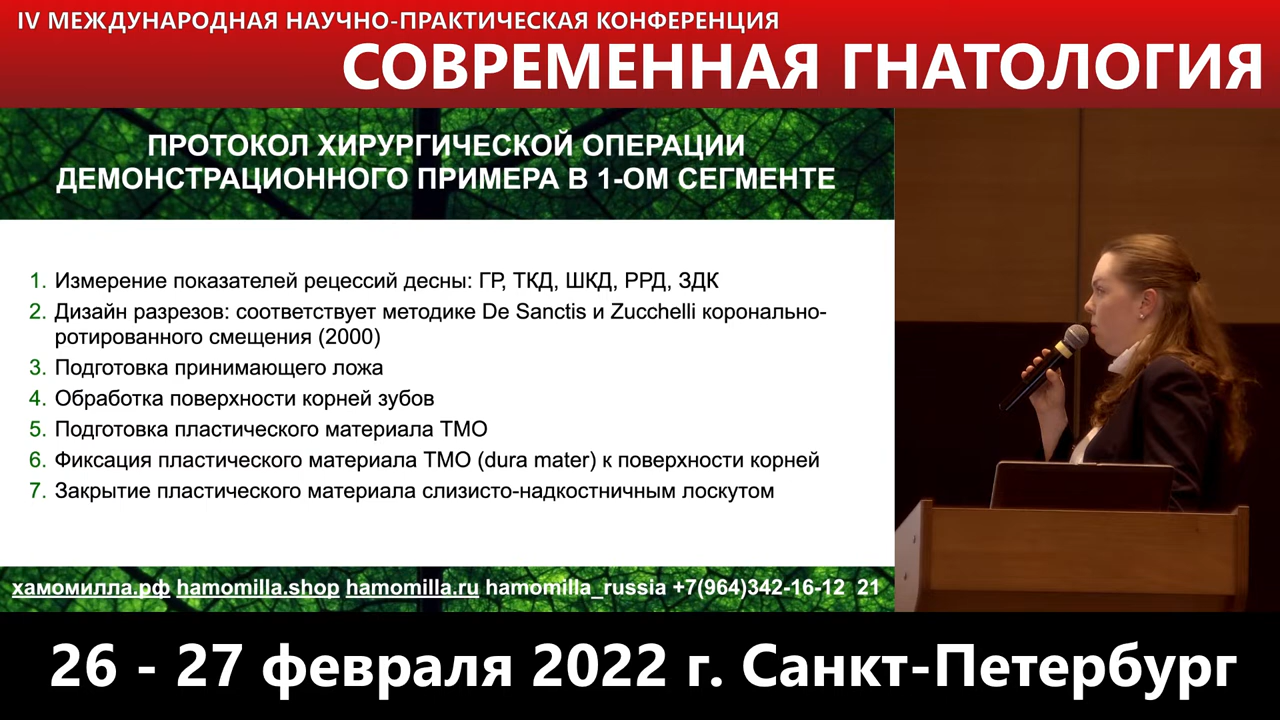 IV МЕЖДУНАРОДНАЯ НАУЧНО-ПРАКТИЧЕСКАЯ КОНФЕРЕНЦИЯ
СОВРЕМЕННАЯ ГНАТОЛОГИЯ
ПРОТОКОЛ ХИРУРГИЧЕСКОЙ ОПЕРАЦИИ
ДЕМОНСТРАЦИОННОГО ПРИМЕРА В 1-ОМ СЕГМЕНТЕ
1. Измерение показателей рецессий десны: ГР, ТКД, ШКД, РРД, ЗДК
2. Дизайн разрезов: соответствует методике De Sanctis и Zucchelli коронально-
ротированного смещения (2000)
3. Подготовка принимающего ложа
4. Обработка поверхности корней зубов
5. Подготовка пластического материала ТМО
6. Фиксация пластического материала ТМО (dura mater) к поверхности корней
7. Закрытие пластического материала слизисто-надкостничным лоскутом
хамомилла.рф hamomilla.shop hamomilla.ru hamomilla_russia +7(964)342-16-12 21
26 - 27 февраля 2022 г. Санкт-Петербург